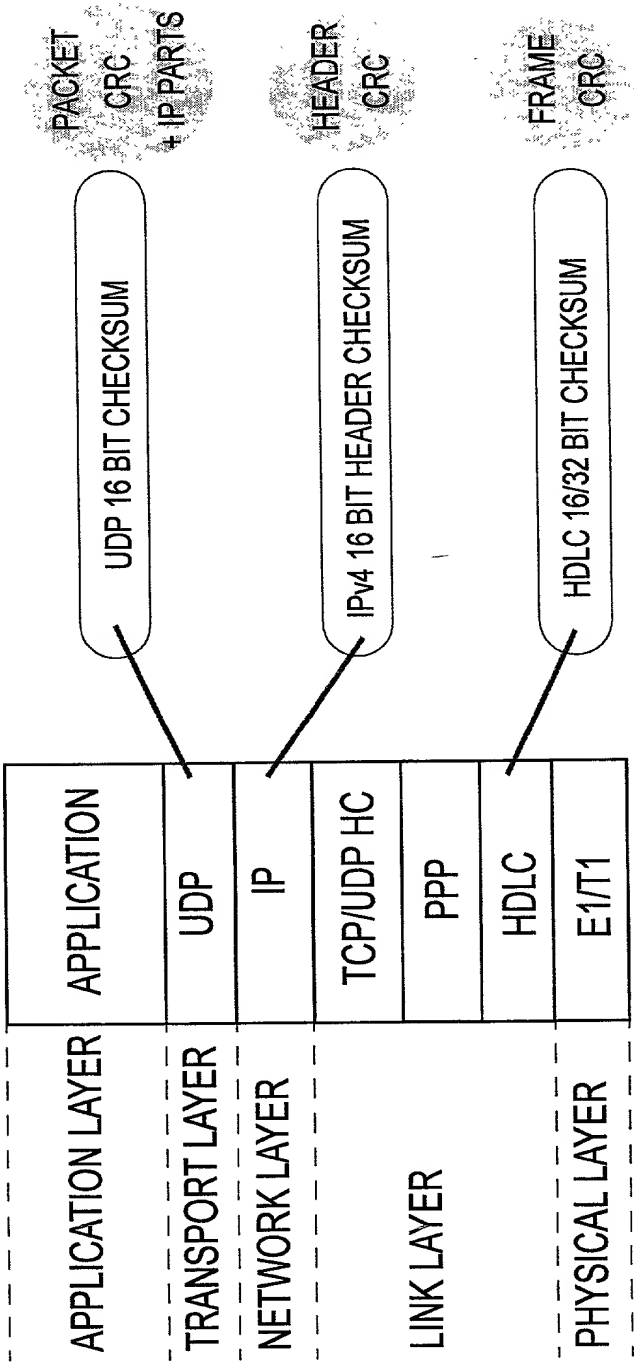 APPLICATION LAYER
TRANSPORT LAYER
NETWORK LAYER
LINK LAYER
PHYSICAL LAYER
APPLICATION
UDP
IP
TCP/UDP HC
PPP
HDLC
E1/T1
UDP 16 BIT CHECKSUM
IPv4 16 BIT HEADER CHECKSUM
HDLC 16/32 BIT CHECKSUM
PACKET
CRC
+ IP PARTS
HEADER
CRC
FRAME
CRC